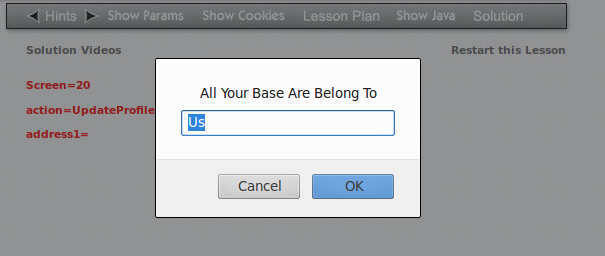 Hints Show Params Show Cookies Lesson Plan Show Java Solution
Solution Videos Restart this Lesson
Screen=20
action=UpdateProfile
address1=
All Your Base Are Belong To
Us
Cancel OK